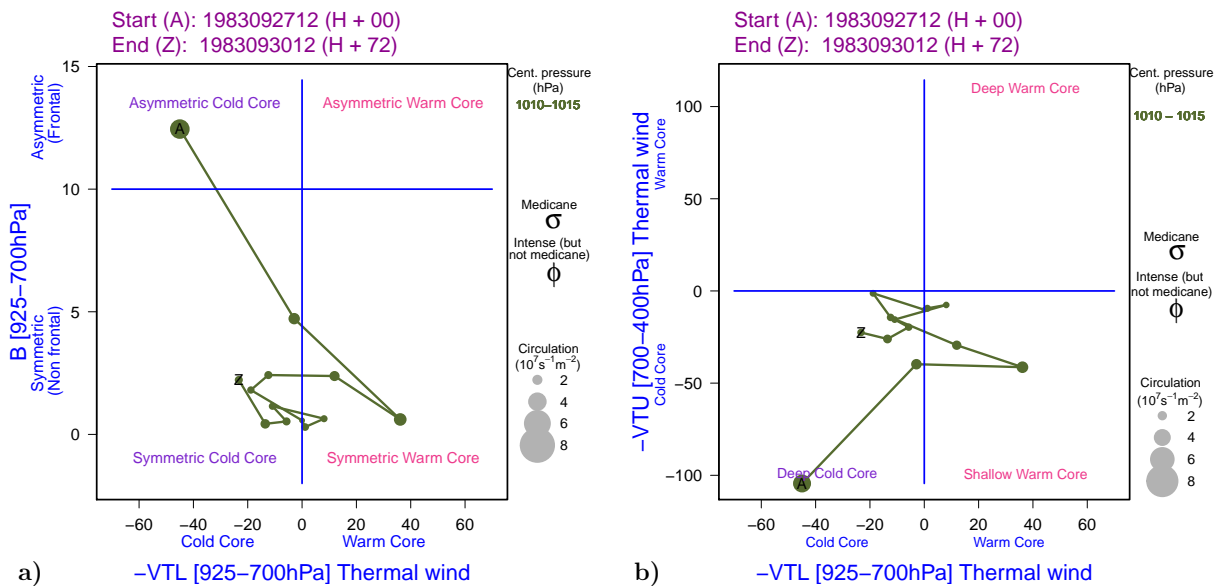 Start (A): 1983092712 (H + 00)
End (Z): 1983093012 (H + 72)
15
10
5
0
B [925−700hPa]
Asymmetric
(Frontal)
Symmetric
(Non frontal)
Asymmetric Cold Core
Asymmetric Warm Core
Symmetric Cold Core
Symmetric Warm Core
A
Z
−60
−40
−20
0
20
40
60
Cold Core
Warm Core
−VTL [925−700hPa] Thermal wind
a)
Cent. pressure
(hPa)
1010−1015
Medicane
σ
Intense (but
not medicane)
ϕ
Circulation
(10⁷s⁻¹m⁻²)
2
4
6
8
Start (A): 1983092712 (H + 00)
End (Z): 1983093012 (H + 72)
100
50
0
−50
−100
−VTU [700−400hPa] Thermal wind
Warm Core
Cold Core
Deep Warm Core
Deep Cold Core
Shallow Warm Core
A
Z
−60
−40
−20
0
20
40
60
Cold Core
Warm Core
−VTL [925−700hPa] Thermal wind
b)
Cent. pressure
(hPa)
1010 − 1015
Medicane
σ
Intense (but
not medicane)
ϕ
Circulation
(10⁷s⁻¹m⁻²)
2
4
6
8